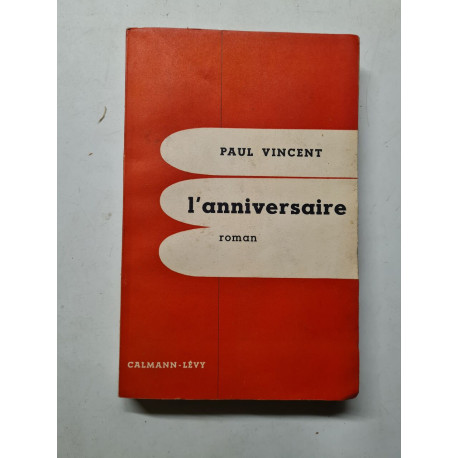 PAUL VINCENT
l'anniversaire
roman
CALMANN-LÉVY